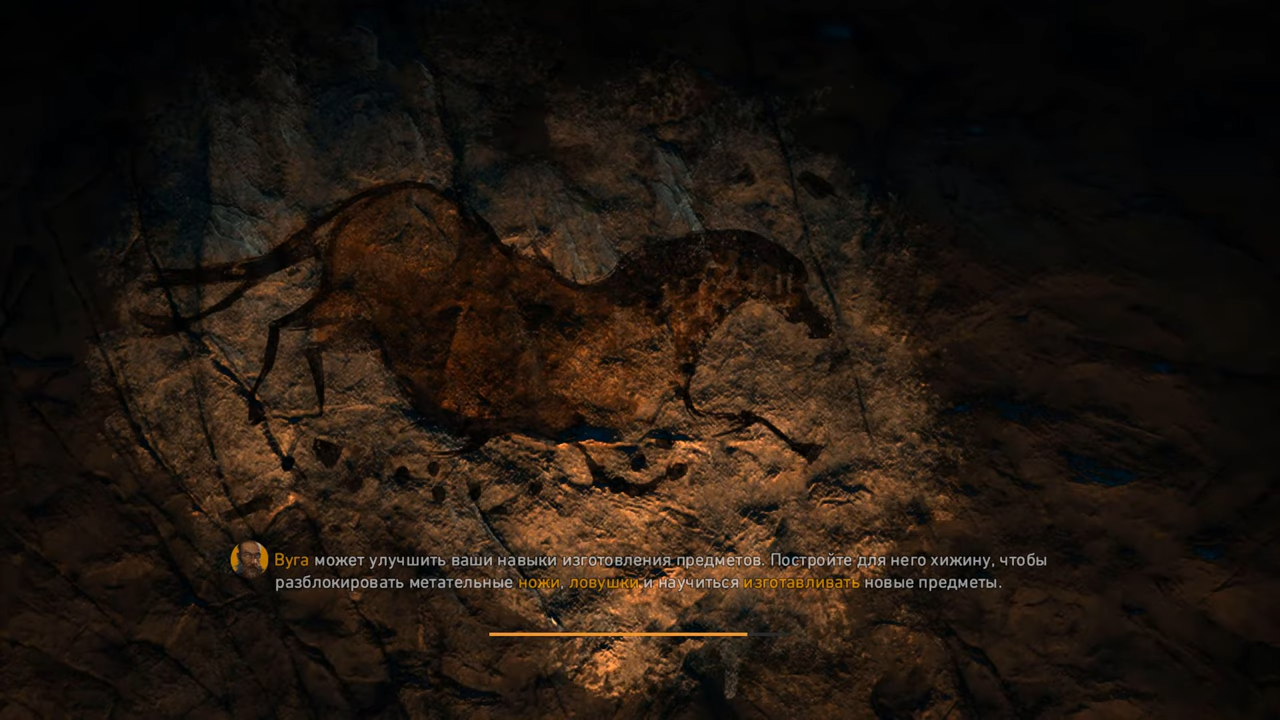 Вуга может улучшить ваши навыки изготовления предметов. Постройте для него хижину, чтобы
разблокировать метательные ножи, ловушки и научиться изготавливать новые предметы.